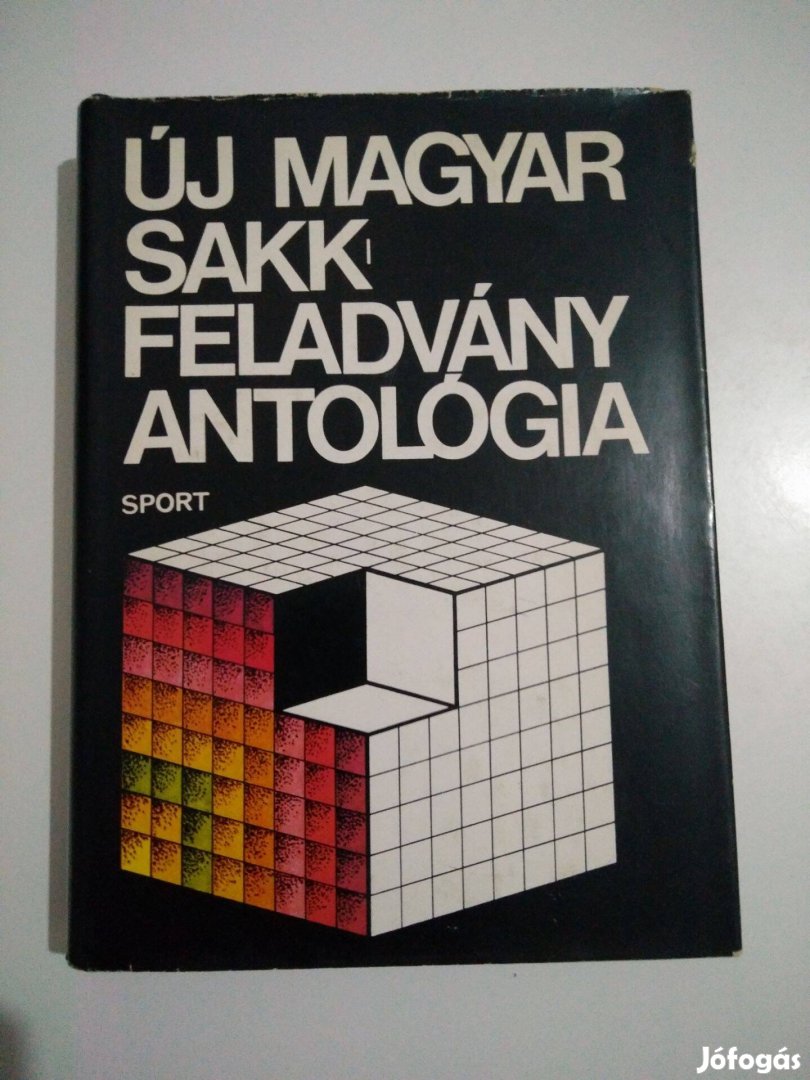 ÚJ MAGYAR
SAKK
FELADVÁNY
ANTOLÓGIA
SPORT
Jófogás